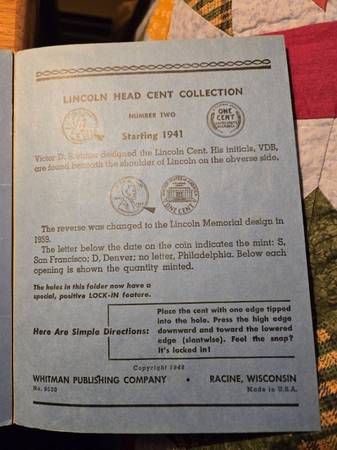 LINCOLN HEAD CENT COLLECTION
NUMBER TWO
Starting 1941
ONE CENT
Victor D. Brenner designed the Lincoln Cent. His initials, VDB,
are found beneath the shoulder of Lincoln on the obverse side.
ONE CENT
The reverse was changed to the Lincoln Memorial design in
1959.
The letter below the date on the coin indicates the mint: S,
San Francisco; D, Denver; no letter, Philadelphia. Below each
opening is shown the quantity minted.
The holes in this folder now have a
special, positive LOCK-IN feature.
Here Are Simple Directions:
Place the cent with one edge tipped
into the hole. Press the high edge
downward and toward the lowered
edge (slantwise). Feel the snap?
It's locked in!
Copyright 1940
WHITMAN PUBLISHING COMPANY • RACINE, WISCONSIN
No. 9030 Made in U.S.A.